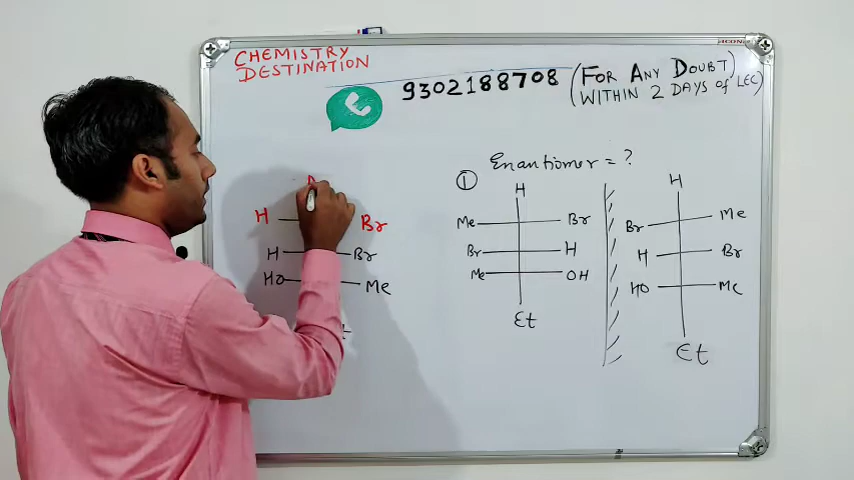 CHEMISTRY
DESTINATION
9302188708
(FOR ANY DOUBT)
(WITHIN 2 DAYS of LEC)
ACON
Enantiomer = ?
①
H
Me Br
Br H
Me OH
Et
H
Br Me
H Br
HO Me
Et
H Br
H Br
HO Me